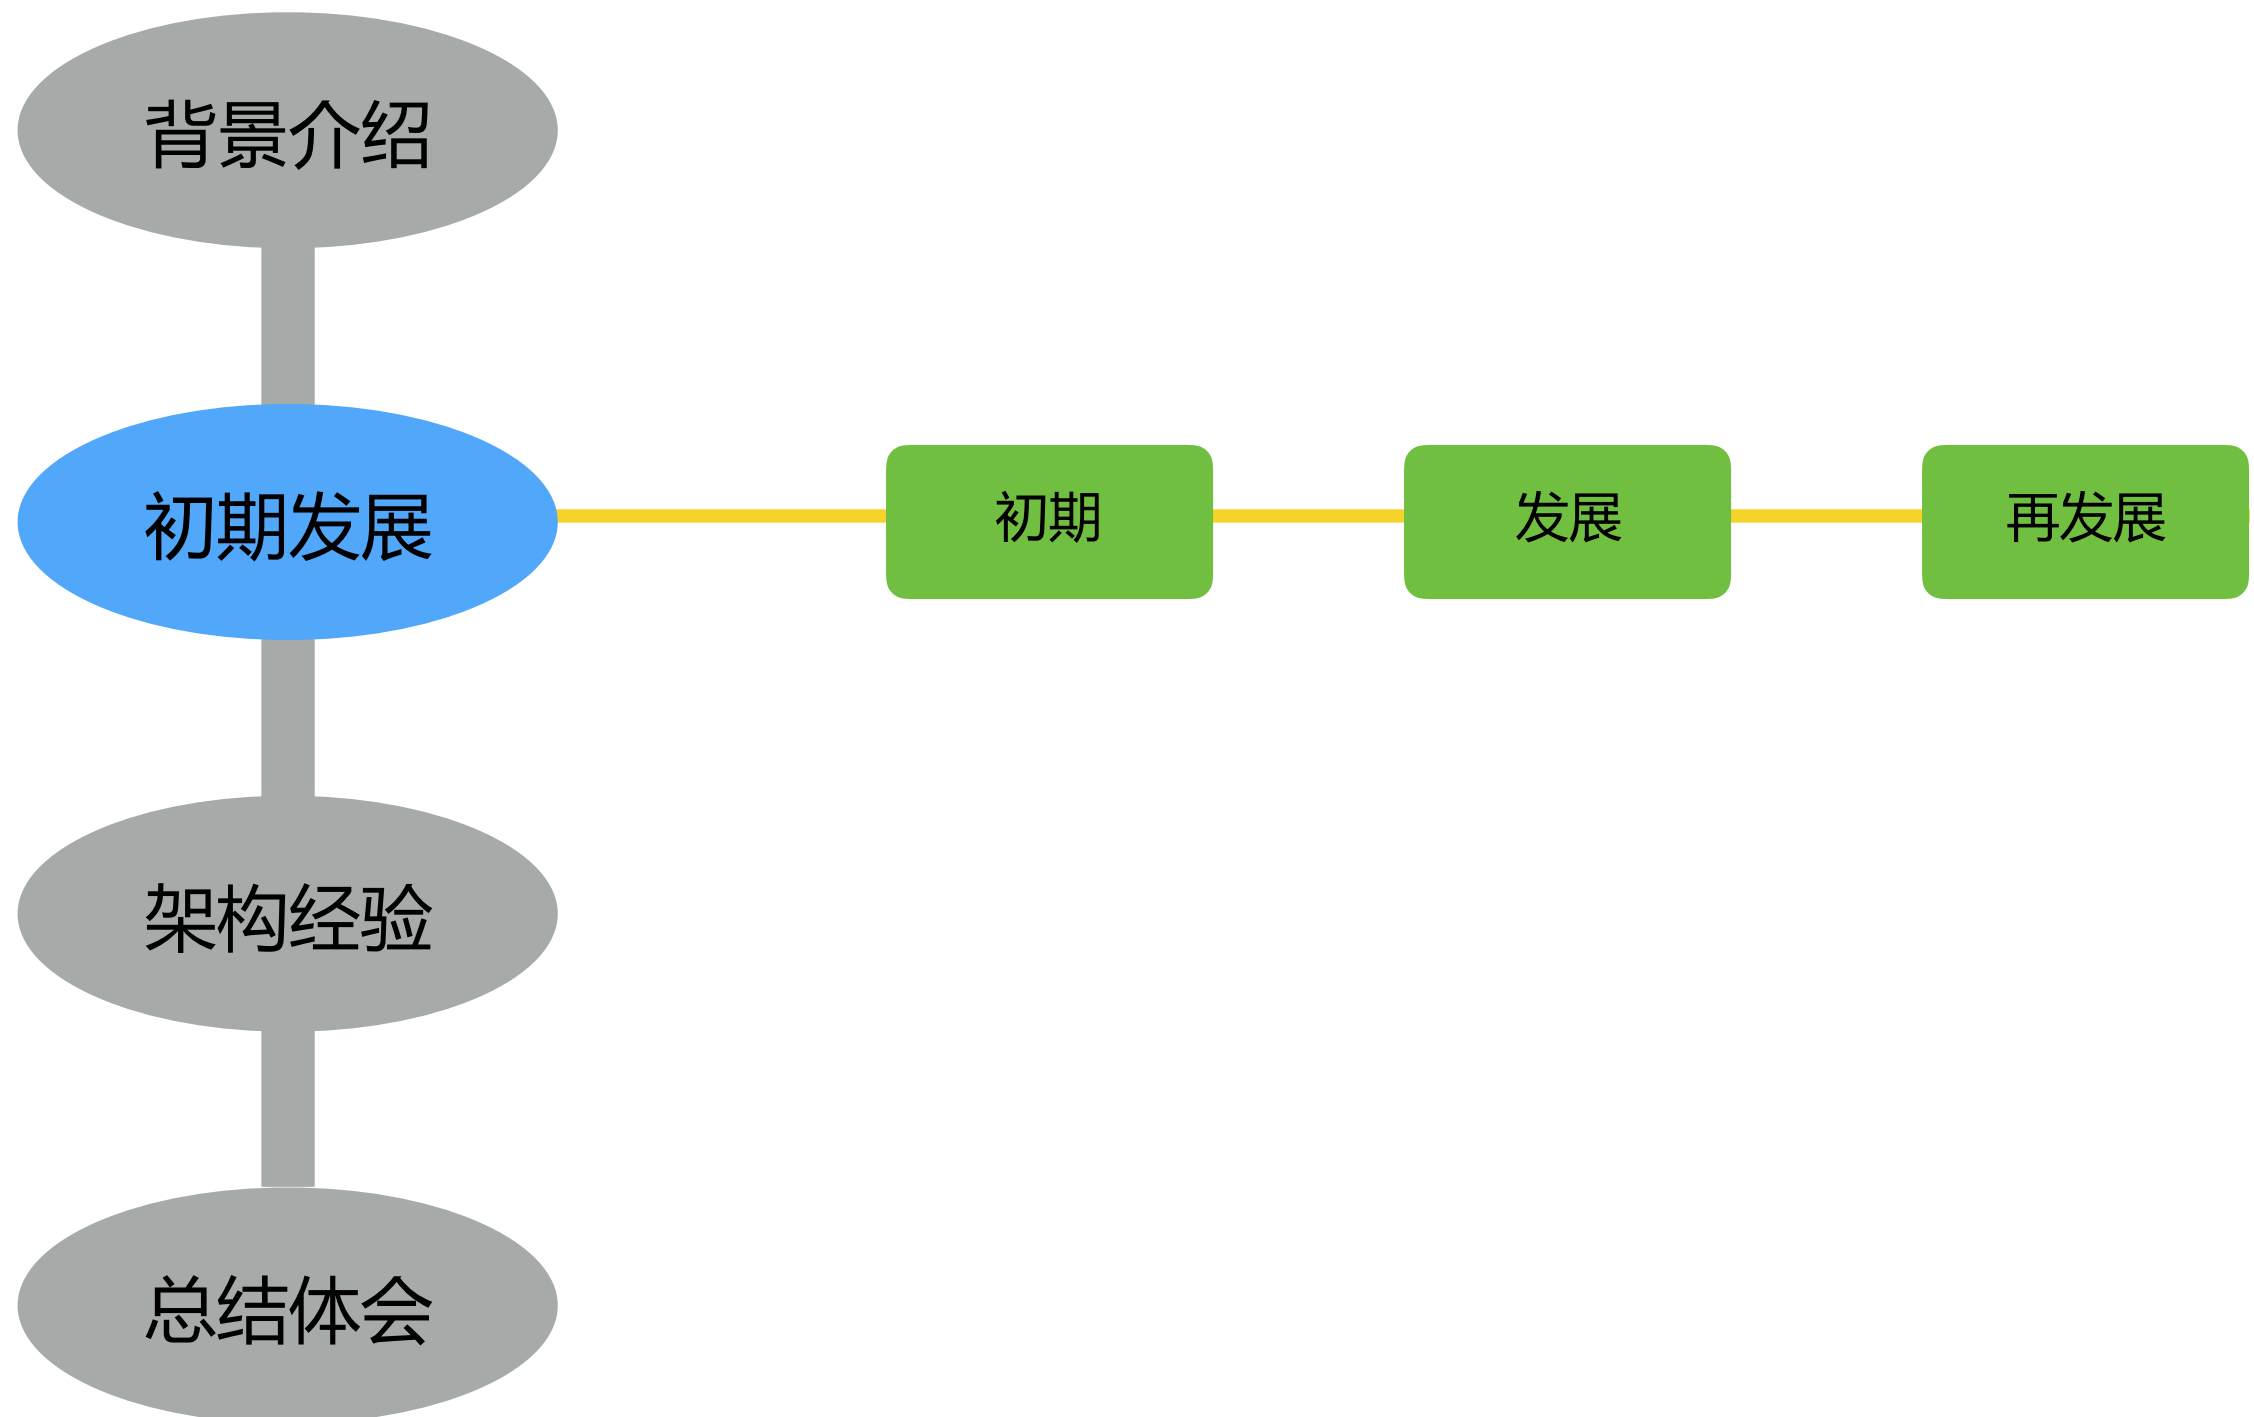 背景介绍
初期发展
初期
发展
再发展
架构经验
总结体会